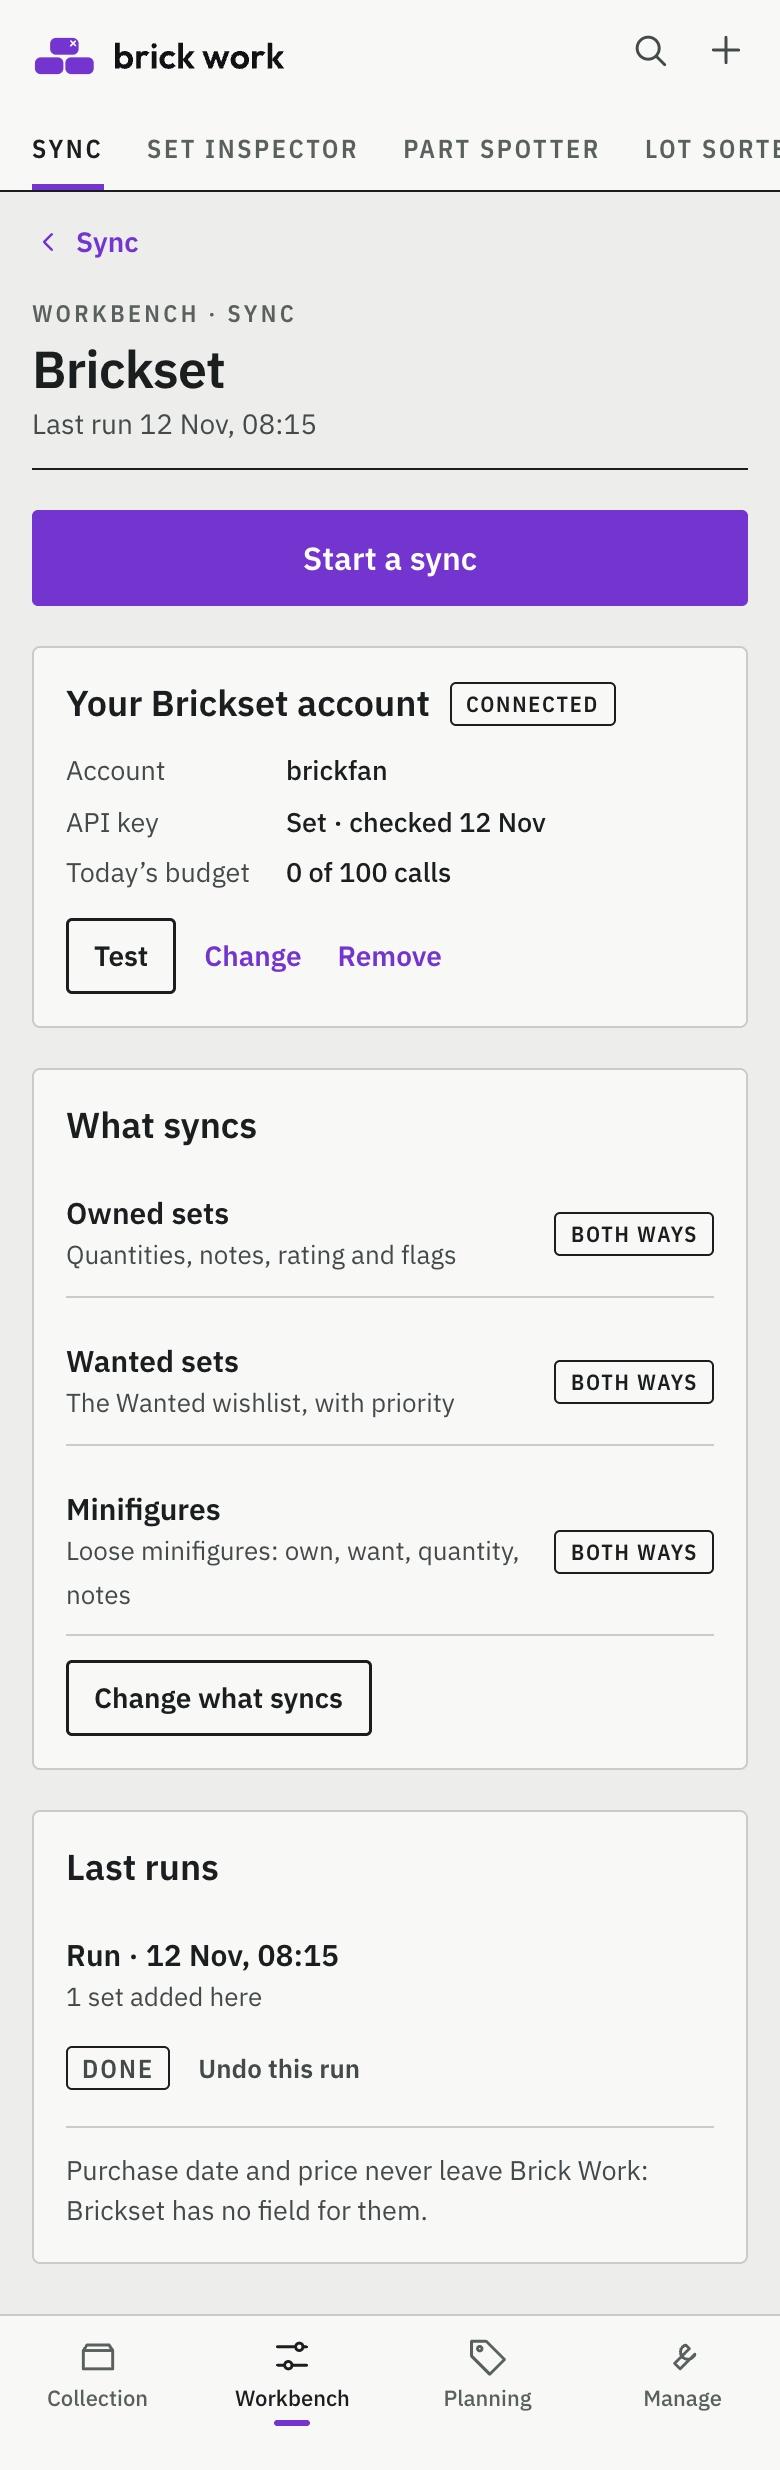 brick work
SYNC SET INSPECTOR PART SPOTTER LOT SORTE
Sync
WORKBENCH · SYNC
Brickset
Last run 12 Nov, 08:15
Start a sync
Your Brickset account CONNECTED
Account brickfan
API key Set · checked 12 Nov
Today’s budget 0 of 100 calls
Test Change Remove
What syncs
Owned sets
Quantities, notes, rating and flags
BOTH WAYS
Wanted sets
The Wanted wishlist, with priority
BOTH WAYS
Minifigures
Loose minifigures: own, want, quantity,
notes
BOTH WAYS
Change what syncs
Last runs
Run · 12 Nov, 08:15
1 set added here
DONE Undo this run
Purchase date and price never leave Brick Work:
Brickset has no field for them.
Collection Workbench Planning Manage